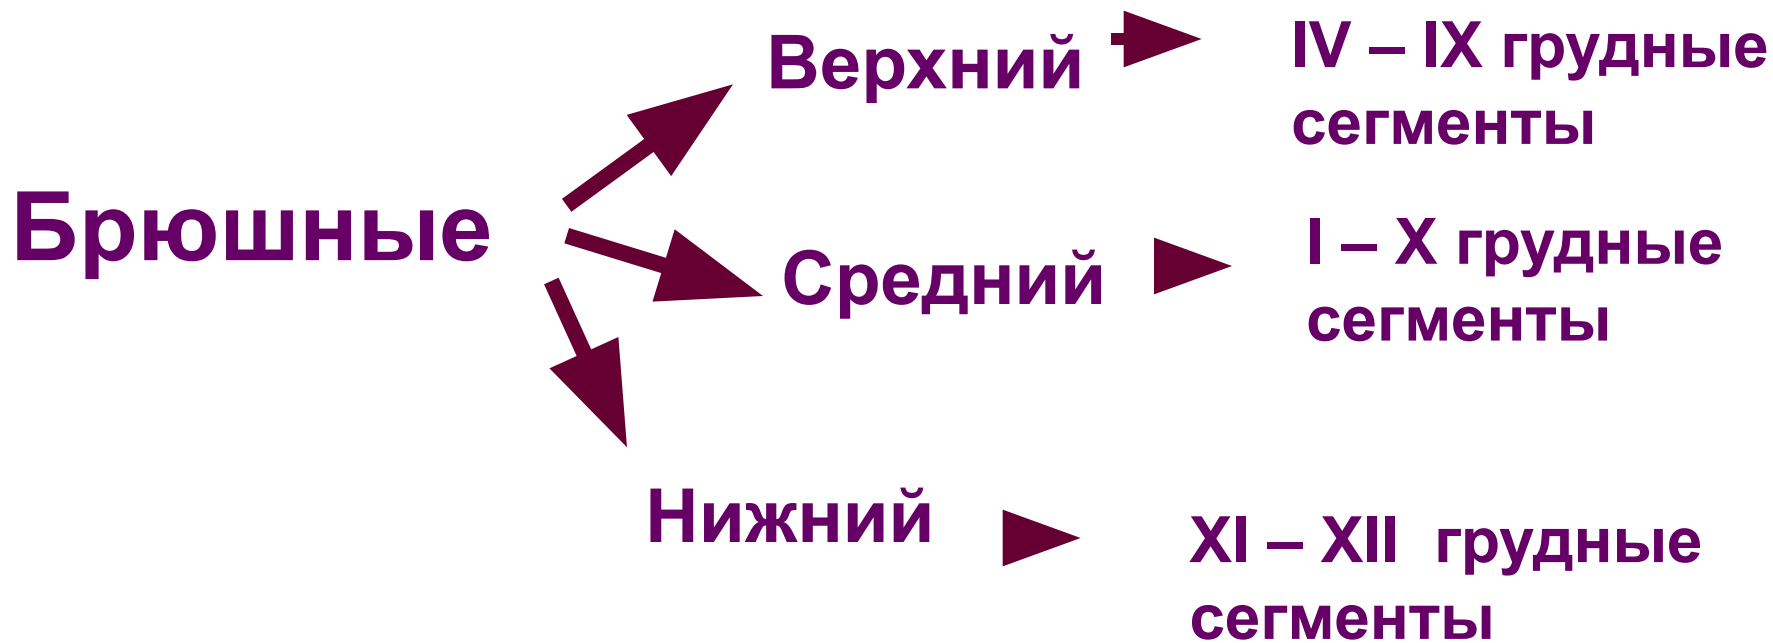 Брюшные
Верхний
IV – IX грудные
сегменты
Средний
I – X грудные
сегменты
Нижний
XI – XII грудные
сегменты